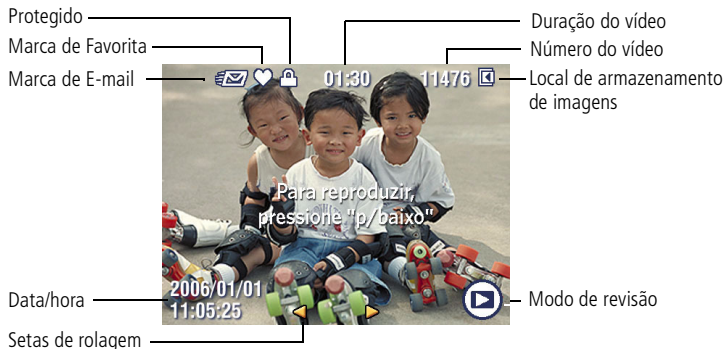 Protegido
Marca de Favorita
Marca de E-mail
Duração do vídeo
Número do vídeo
Local de armazenamento
de imagens
01:30
11476
Para reproduzir,
pressione "p/baixo"
2006/01/01
11:05:25
Data/hora
Setas de rolagem
Modo de revisão